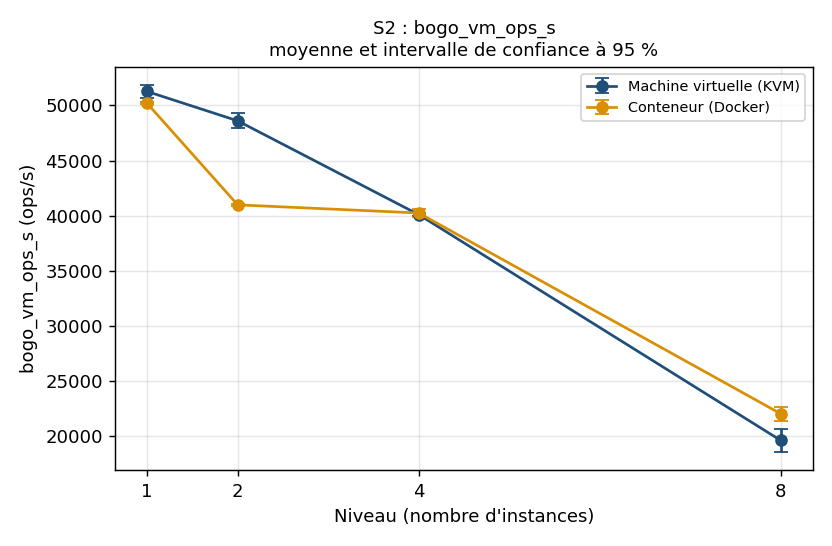 S2 : bogo_vm_ops_s
moyenne et intervalle de confiance à 95 %
Machine virtuelle (KVM)
Conteneur (Docker)
bogo_vm_ops_s (ops/s)
50000
45000
40000
35000
30000
25000
20000
1 2 4 8
Niveau (nombre d'instances)